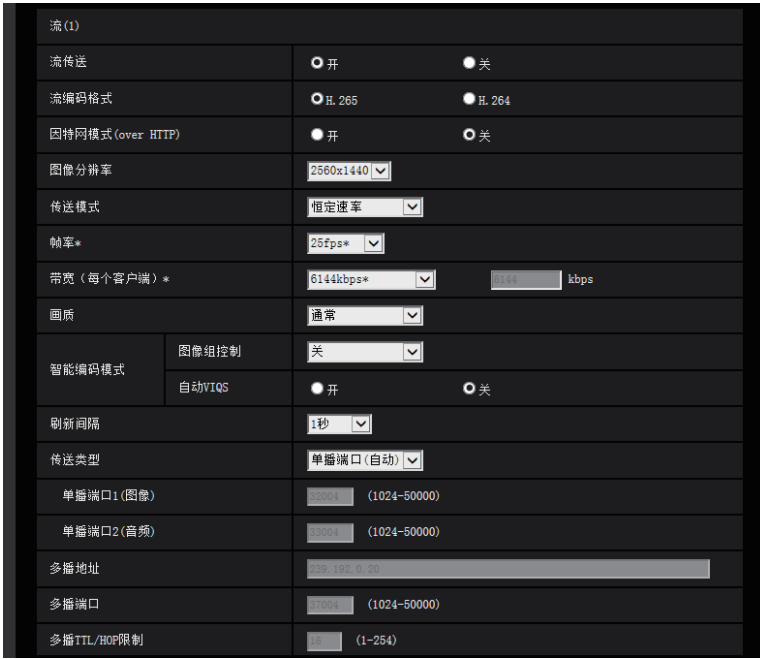 流(1)
流传送 开 关
流编码格式 H.265 H.264
因特网模式(over HTTP) 开 关
图像分辨率 2560x1440
传送模式 恒定速率
帧率* 25fps*
带宽（每个客户端）* 6144kbps* 6144 kbps
画质 通常
智能编码模式 图像组控制 关
自动VIQS 开 关
刷新间隔 1秒
传送类型 单播端口(自动)
单播端口1(图像) 32004 (1024-50000)
单播端口2(音频) 33004 (1024-50000)
多播地址 239.192.0.20
多播端口 37004 (1024-50000)
多播TTL/HOP限制 16 (1-254)